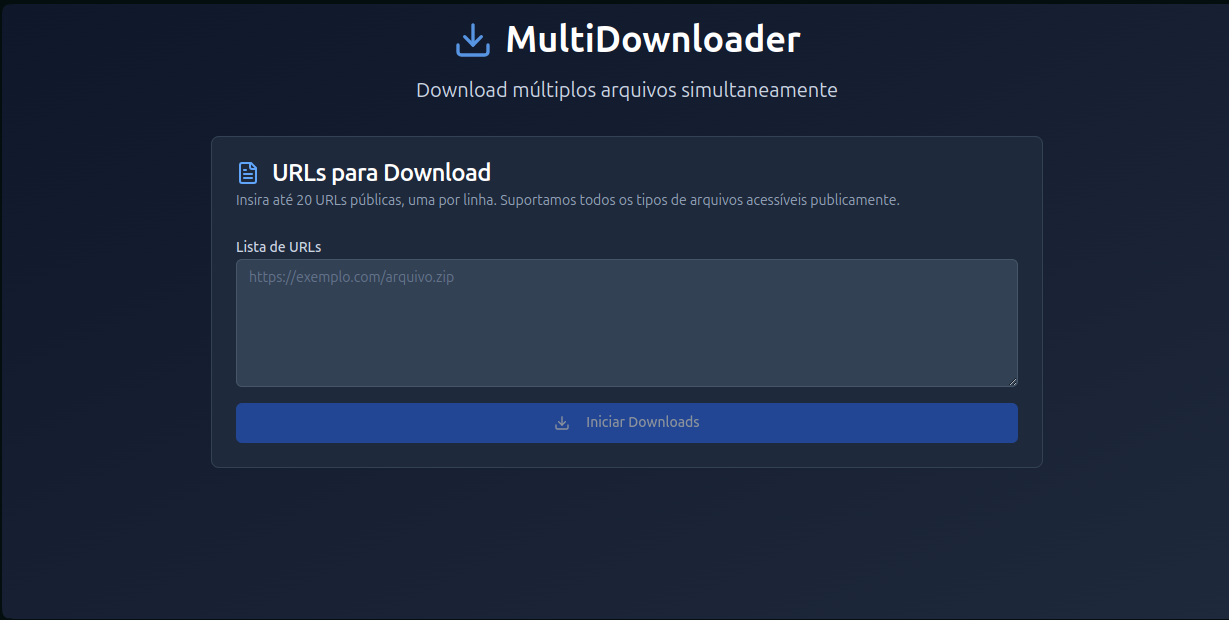 MultiDownloader
Download múltiplos arquivos simultaneamente
URLs para Download
Insira até 20 URLs públicas, uma por linha. Suportamos todos os tipos de arquivos acessíveis publicamente.
Lista de URLs
https://exemplo.com/arquivo.zip
Iniciar Downloads